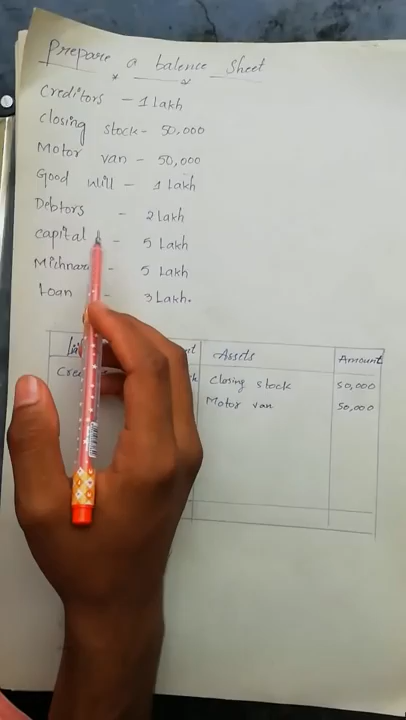 Prepare a balence Sheet
Creditors - 1 Lakh
Closing stock - 50,000
Motor van - 50,000
Good will - 1 Lakh
Debtors - 2 Lakh
capital - 5 Lakh
- 5 Lakh
Loan - 3 Lakh.
Assets Amount
Closing stock 50,000
Motor van 50,000